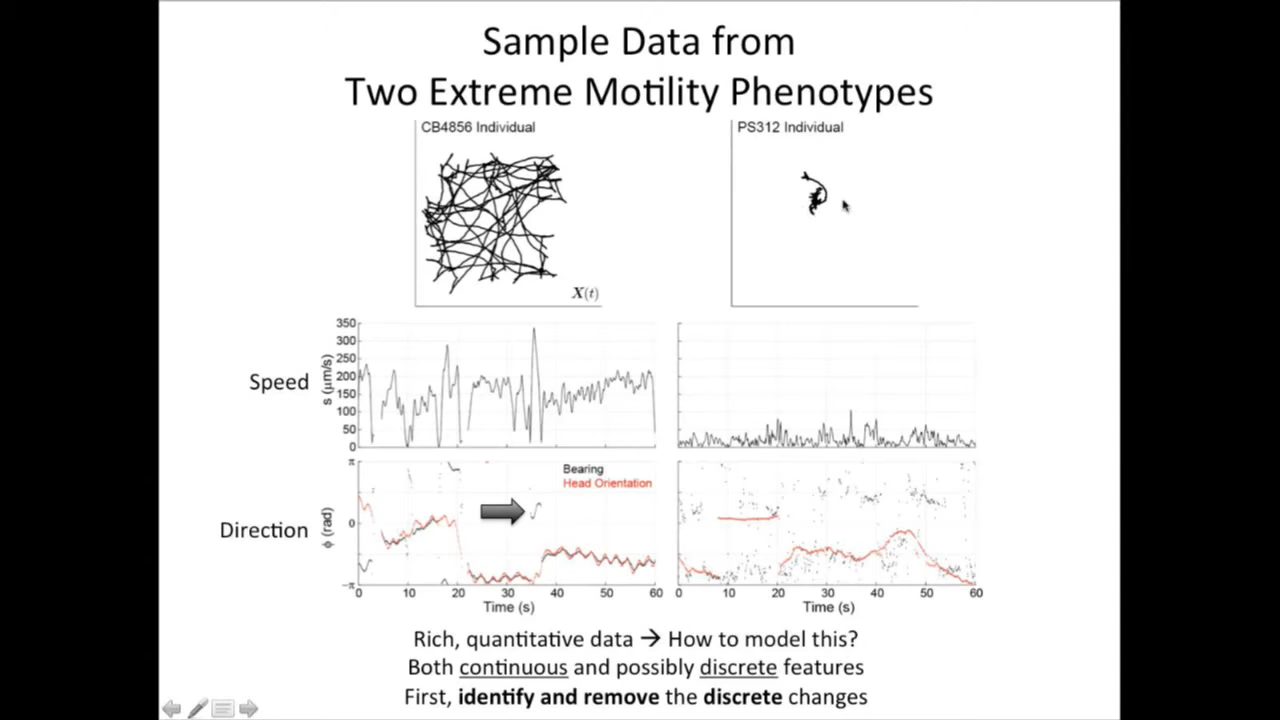 Sample Data from
Two Extreme Motility Phenotypes
CB4856 Individual
PS312 Individual
X(t)
Speed
s (μm/s)
350
300
250
200
150
100
50
0
Direction
ϕ (rad)
π
0
−π
Bearing
Head Orientation
0 10 20 30 40 50 60
0 10 20 30 40 50 60
Time (s)
Time (s)
Rich, quantitative data → How to model this?
Both continuous and possibly discrete features
First, identify and remove the discrete changes